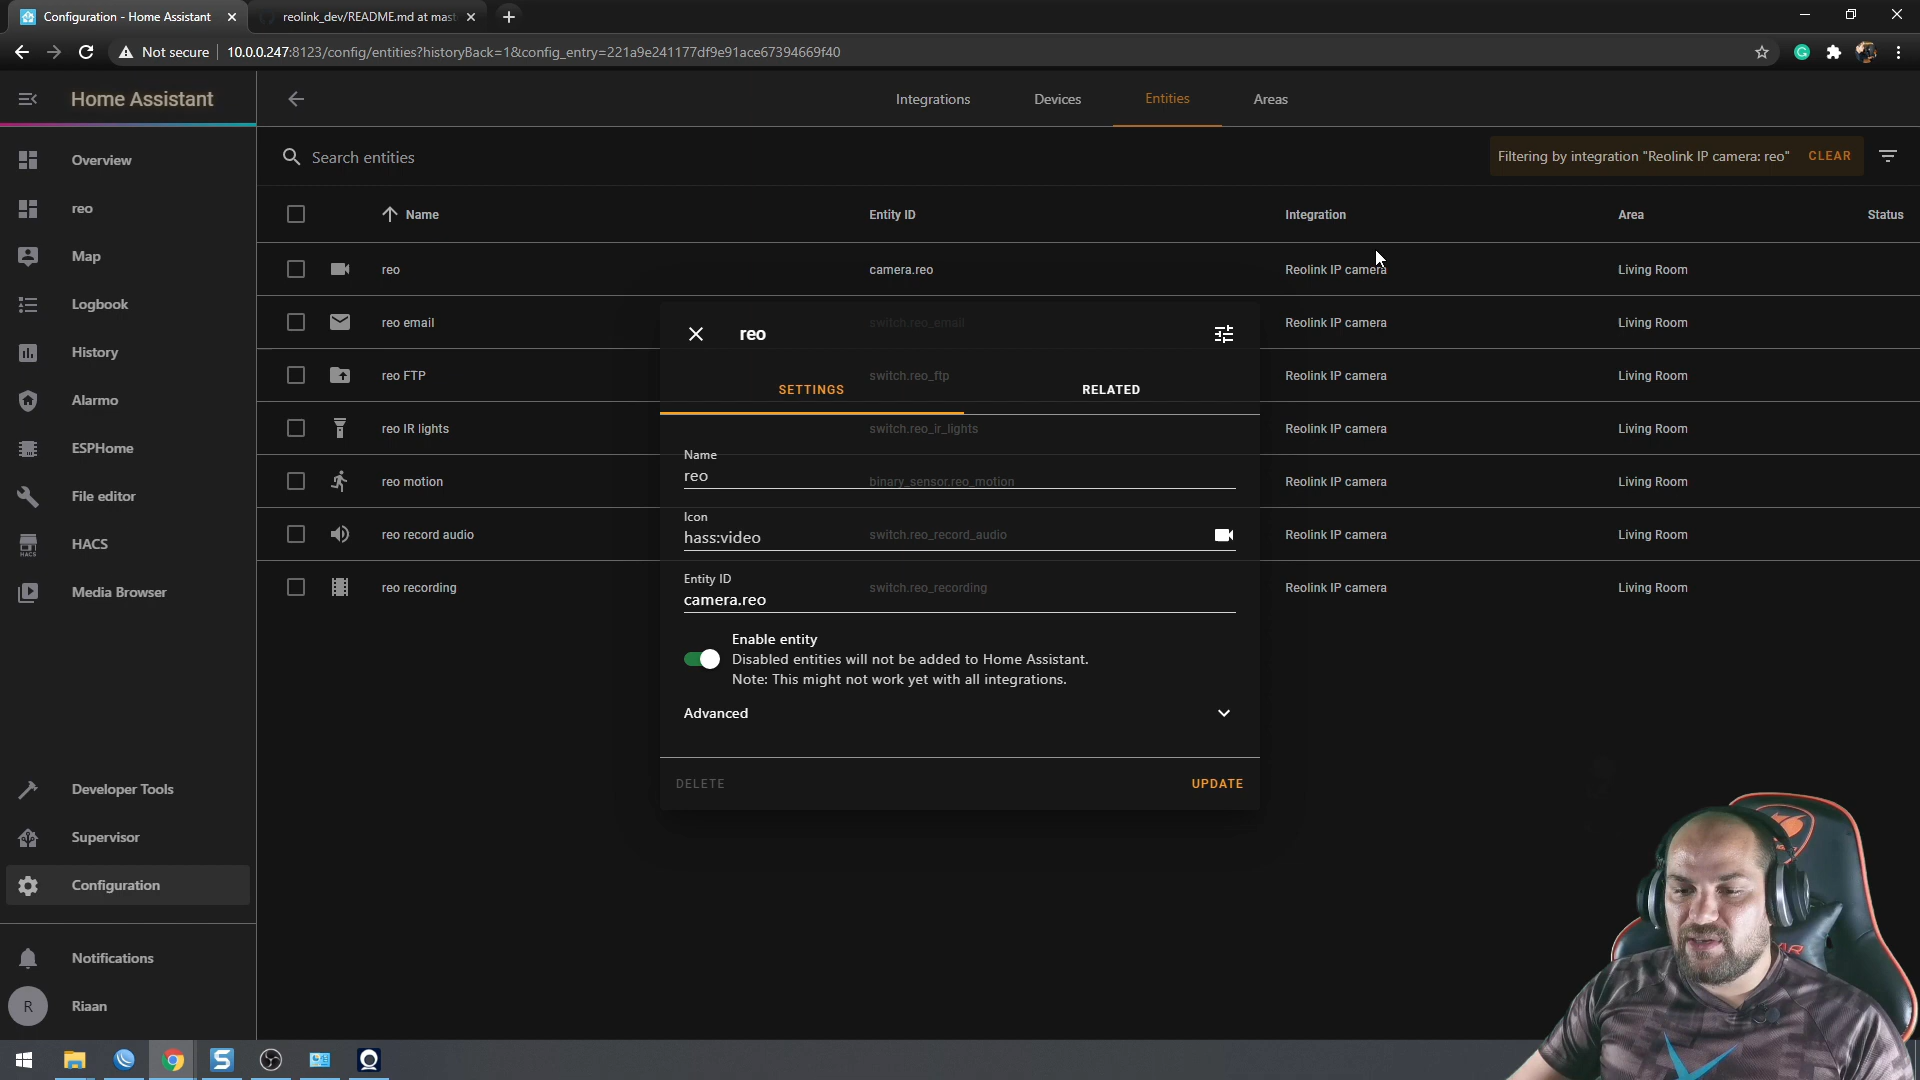 Configuration - Home Assistant
reolink_dev/README.md at mast
Not secure
10.0.0.247:8123/config/entities?historyBack=1&config_entry=221a9e241177df9e91ace67394669f40
Home Assistant
Integrations
Devices
Entities
Areas
Overview
reo
Map
Logbook
History
Alarmo
ESPHome
File editor
HACS
HACS
Media Browser
Developer Tools
Supervisor
Configuration
Notifications
R
Riaan
Search entities
Filtering by integration "Reolink IP camera: reo"
CLEAR
Name
Entity ID
Integration
Area
Status
reo
camera.reo
Reolink IP camera
Living Room
reo email
switch.reo_email
Reolink IP camera
Living Room
reo FTP
switch.reo_ftp
Reolink IP camera
Living Room
reo IR lights
switch.reo_ir_lights
Reolink IP camera
Living Room
reo motion
binary_sensor.reo_motion
Reolink IP camera
Living Room
reo record audio
switch.reo_record_audio
Reolink IP camera
Living Room
reo recording
switch.reo_recording
Reolink IP camera
Living Room
reo
SETTINGS
RELATED
Name
reo
Icon
hass:video
Entity ID
camera.reo
Enable entity
Disabled entities will not be added to Home Assistant.
Note: This might not work yet with all integrations.
Advanced
DELETE
UPDATE